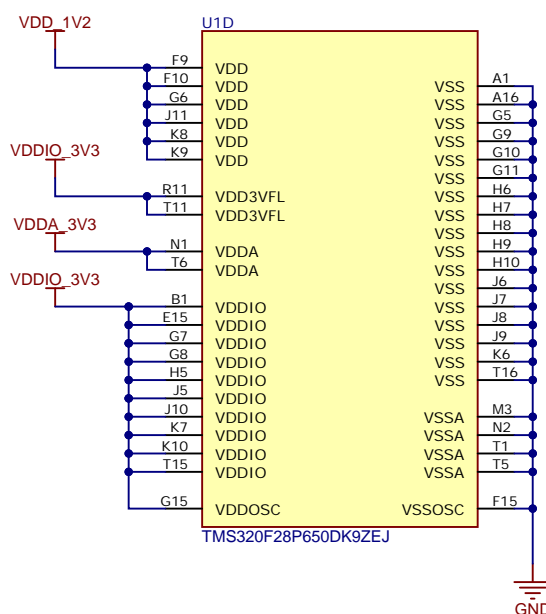 VDD_1V2
U1D
F9 VDD
F10 VDD
G6 VDD
J11 VDD
K8 VDD
K9 VDD
VDDIO_3V3
R11 VDD3VFL
T11 VDD3VFL
VDDA_3V3
N1 VDDA
T6 VDDA
VDDIO_3V3
B1 VDDIO
E15 VDDIO
G7 VDDIO
G8 VDDIO
H5 VDDIO
J5 VDDIO
J10 VDDIO
K7 VDDIO
K10 VDDIO
T15 VDDIO
G15 VDDOSC
VSS A1
VSS A16
VSS G5
VSS G9
VSS G10
VSS G11
VSS H6
VSS H7
VSS H8
VSS H9
VSS H10
VSS J6
VSS J7
VSS J8
VSS J9
VSS K6
VSS T16
VSSA M3
VSSA N2
VSSA T1
VSSA T5
VSSOSC F15
TMS320F28P650DK9ZEJ
GND